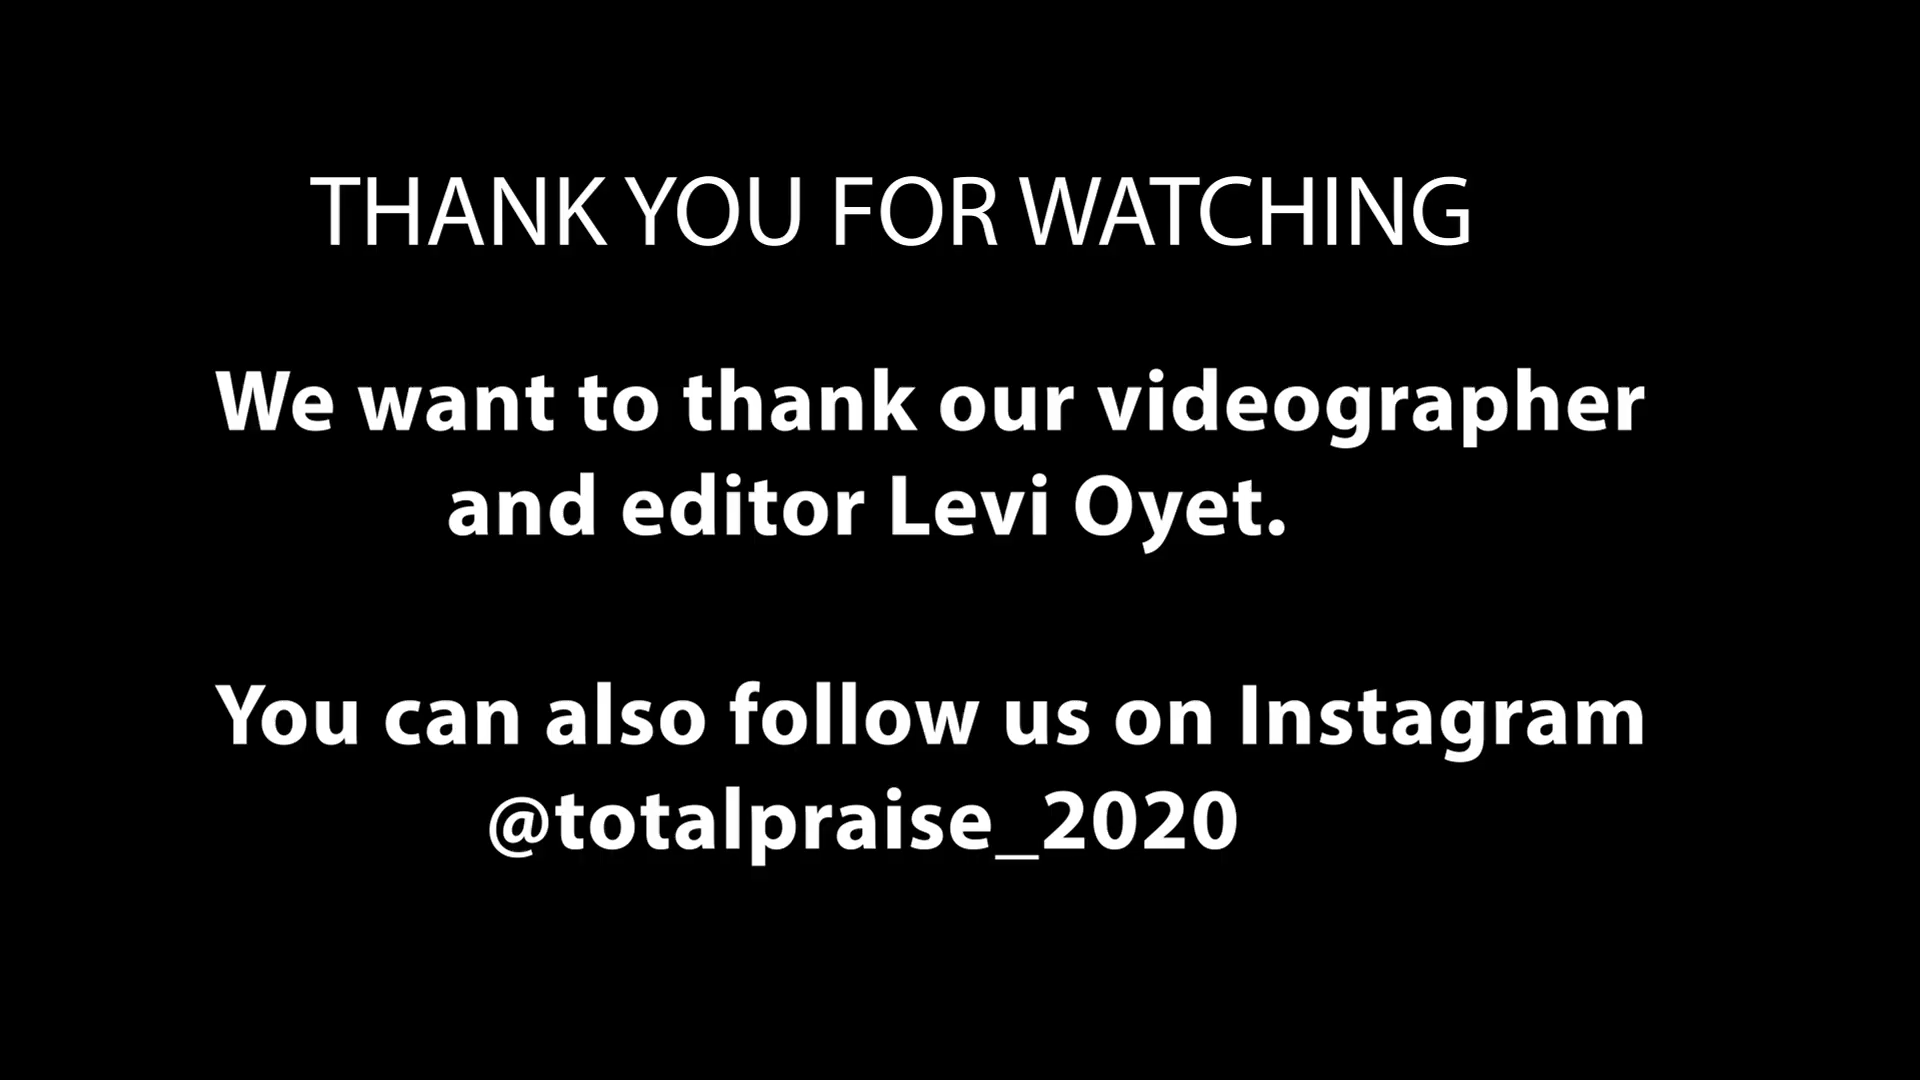 THANK YOU FOR WATCHING
We want to thank our videographer
and editor Levi Oyet.
You can also follow us on Instagram
@totalpraise_2020